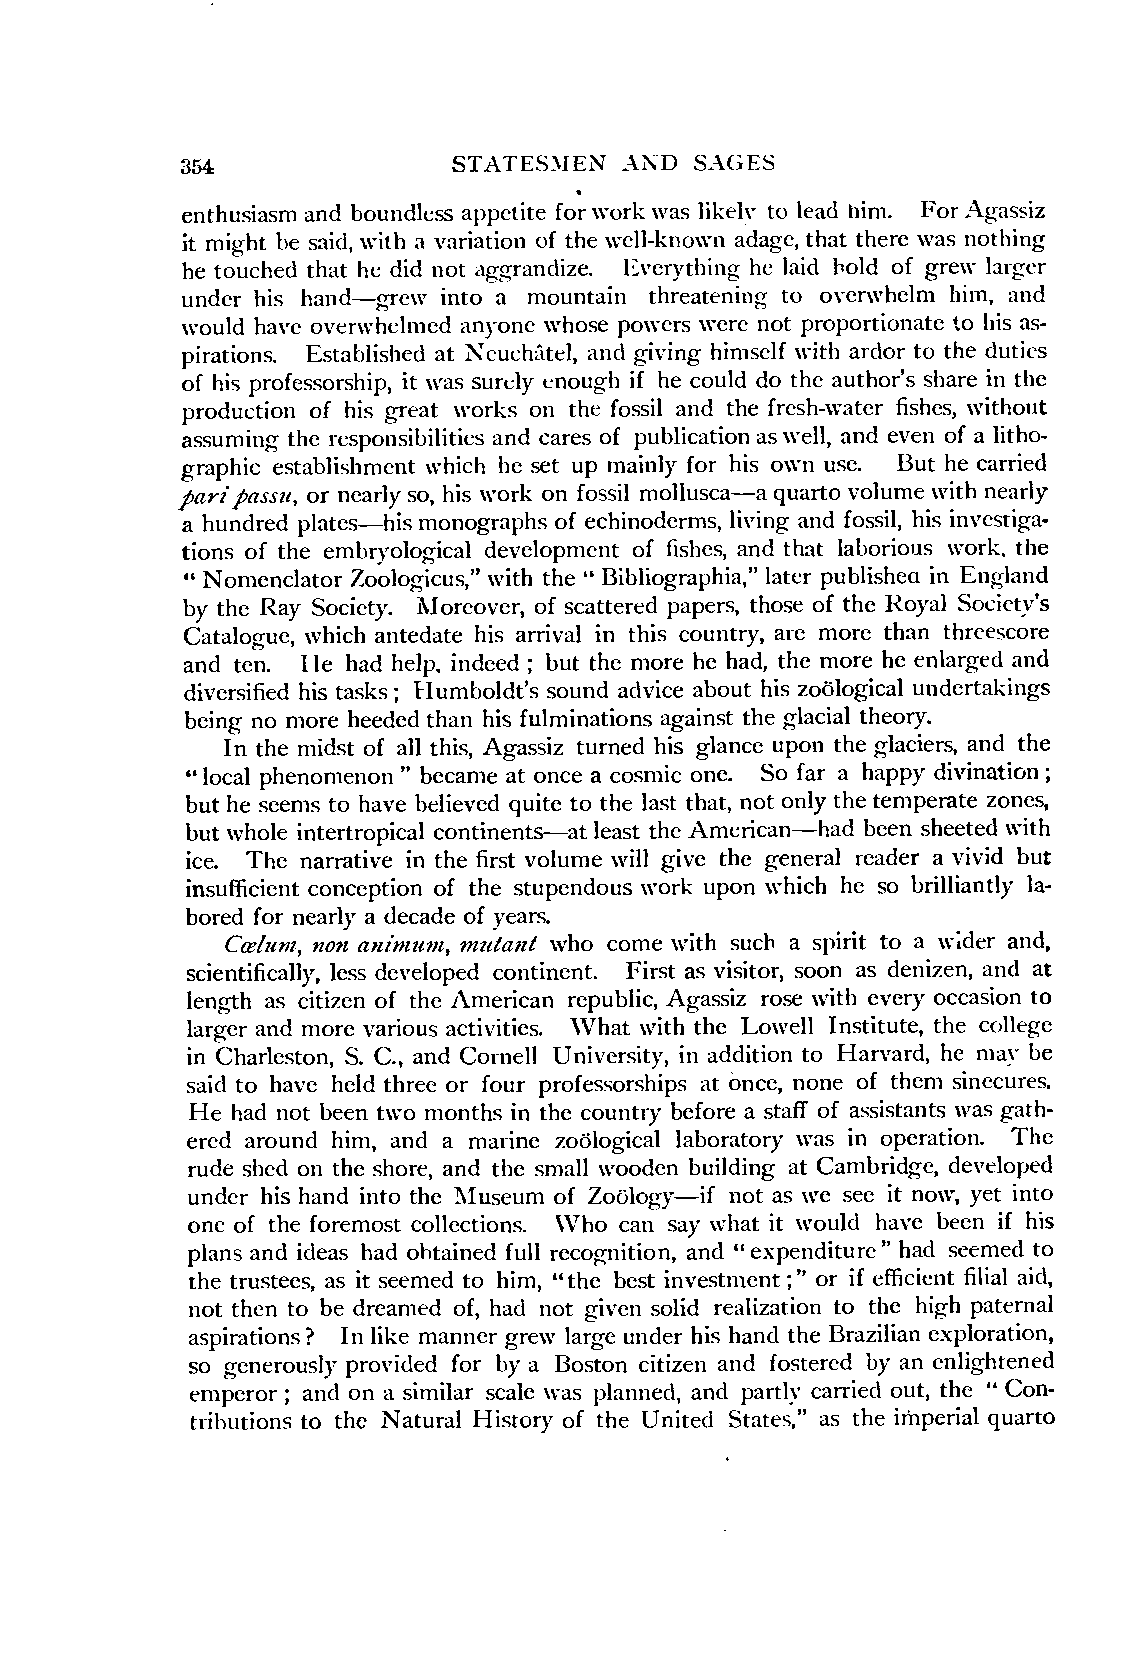 354 STATESMEN AND SAGES
enthusiasm and boundless appetite for work was likely to lead him. For Agassiz
it might be said, with a variation of the well-known adage, that there was nothing
he touched that he did not aggrandize. Everything he laid hold of grew larger
under his hand—grew into a mountain threatening to overwhelm him, and
would have overwhelmed anyone whose powers were not proportionate to his as-
pirations. Established at Neuchâtel, and giving himself with ardor to the duties
of his professorship, it was surely enough if he could do the author's share in the
production of his great works on the fossil and the fresh-water fishes, without
assuming the responsibilities and cares of publication as well, and even of a litho-
graphic establishment which he set up mainly for his own use. But he carried
pari passu, or nearly so, his work on fossil mollusca—a quarto volume with nearly
a hundred plates—his monographs of echinoderms, living and fossil, his investiga-
tions of the embryological development of fishes, and that laborious work, the
“ Nomenclator Zoologicus,” with the “ Bibliographia,” later published in England
by the Ray Society. Moreover, of scattered papers, those of the Royal Society's
Catalogue, which antedate his arrival in this country, are more than threescore
and ten. He had help, indeed ; but the more he had, the more he enlarged and
diversified his tasks ; Humboldt's sound advice about his zoölogical undertakings
being no more heeded than his fulminations against the glacial theory.
In the midst of all this, Agassiz turned his glance upon the glaciers, and the
“ local phenomenon ” became at once a cosmic one. So far a happy divination ;
but he seems to have believed quite to the last that, not only the temperate zones,
but whole intertropical continents—at least the American—had been sheeted with
ice. The narrative in the first volume will give the general reader a vivid but
insufficient conception of the stupendous work upon which he so brilliantly la-
bored for nearly a decade of years.
Cœlum, non animum, mutant who come with such a spirit to a wider and,
scientifically, less developed continent. First as visitor, soon as denizen, and at
length as citizen of the American republic, Agassiz rose with every occasion to
larger and more various activities. What with the Lowell Institute, the college
in Charleston, S. C., and Cornell University, in addition to Harvard, he may be
said to have held three or four professorships at once, none of them sinecures.
He had not been two months in the country before a staff of assistants was gath-
ered around him, and a marine zoölogical laboratory was in operation. The
rude shed on the shore, and the small wooden building at Cambridge, developed
under his hand into the Museum of Zoölogy—if not as we see it now, yet into
one of the foremost collections. Who can say what it would have been if his
plans and ideas had obtained full recognition, and “ expenditure ” had seemed to
the trustees, as it seemed to him, “the best investment ;” or if efficient filial aid,
not then to be dreamed of, had not given solid realization to the high paternal
aspirations ? In like manner grew large under his hand the Brazilian exploration,
so generously provided for by a Boston citizen and fostered by an enlightened
emperor ; and on a similar scale was planned, and partly carried out, the “ Con-
tributions to the Natural History of the United States,” as the imperial quarto